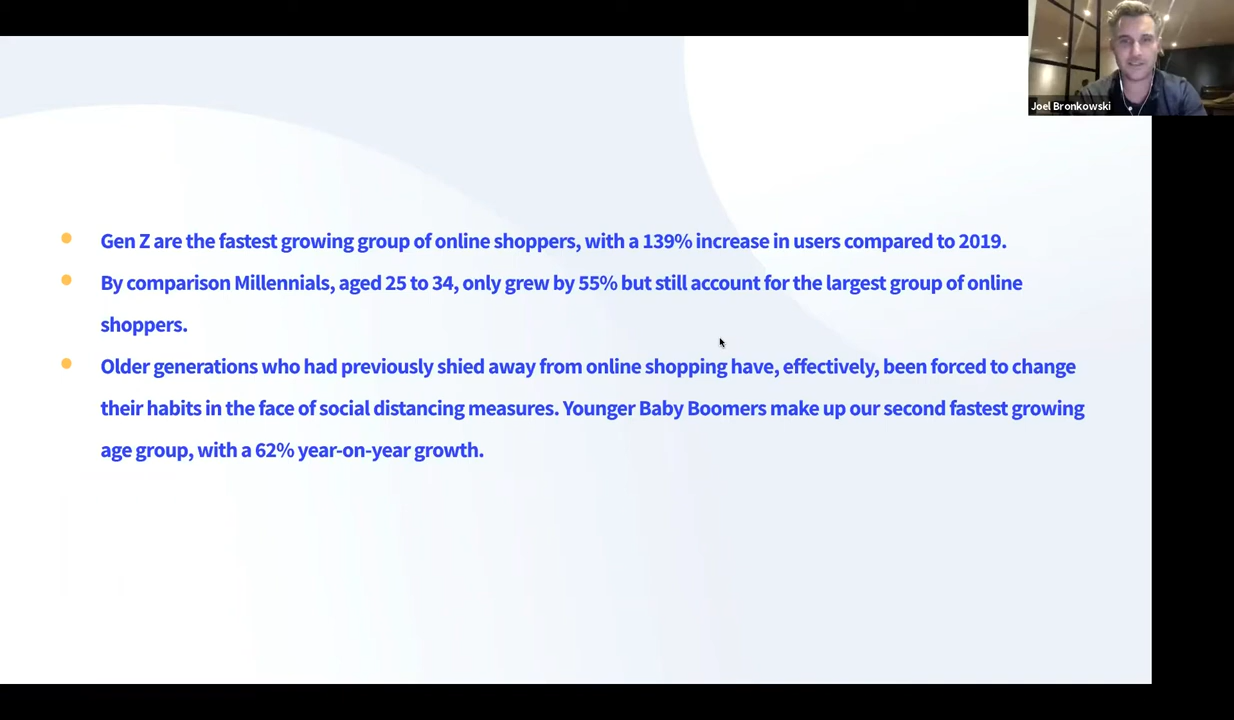 Joel Bronkowski
Gen Z are the fastest growing group of online shoppers, with a 139% increase in users compared to 2019.
By comparison Millennials, aged 25 to 34, only grew by 55% but still account for the largest group of online
shoppers.
Older generations who had previously shied away from online shopping have, effectively, been forced to change
their habits in the face of social distancing measures. Younger Baby Boomers make up our second fastest growing
age group, with a 62% year-on-year growth.